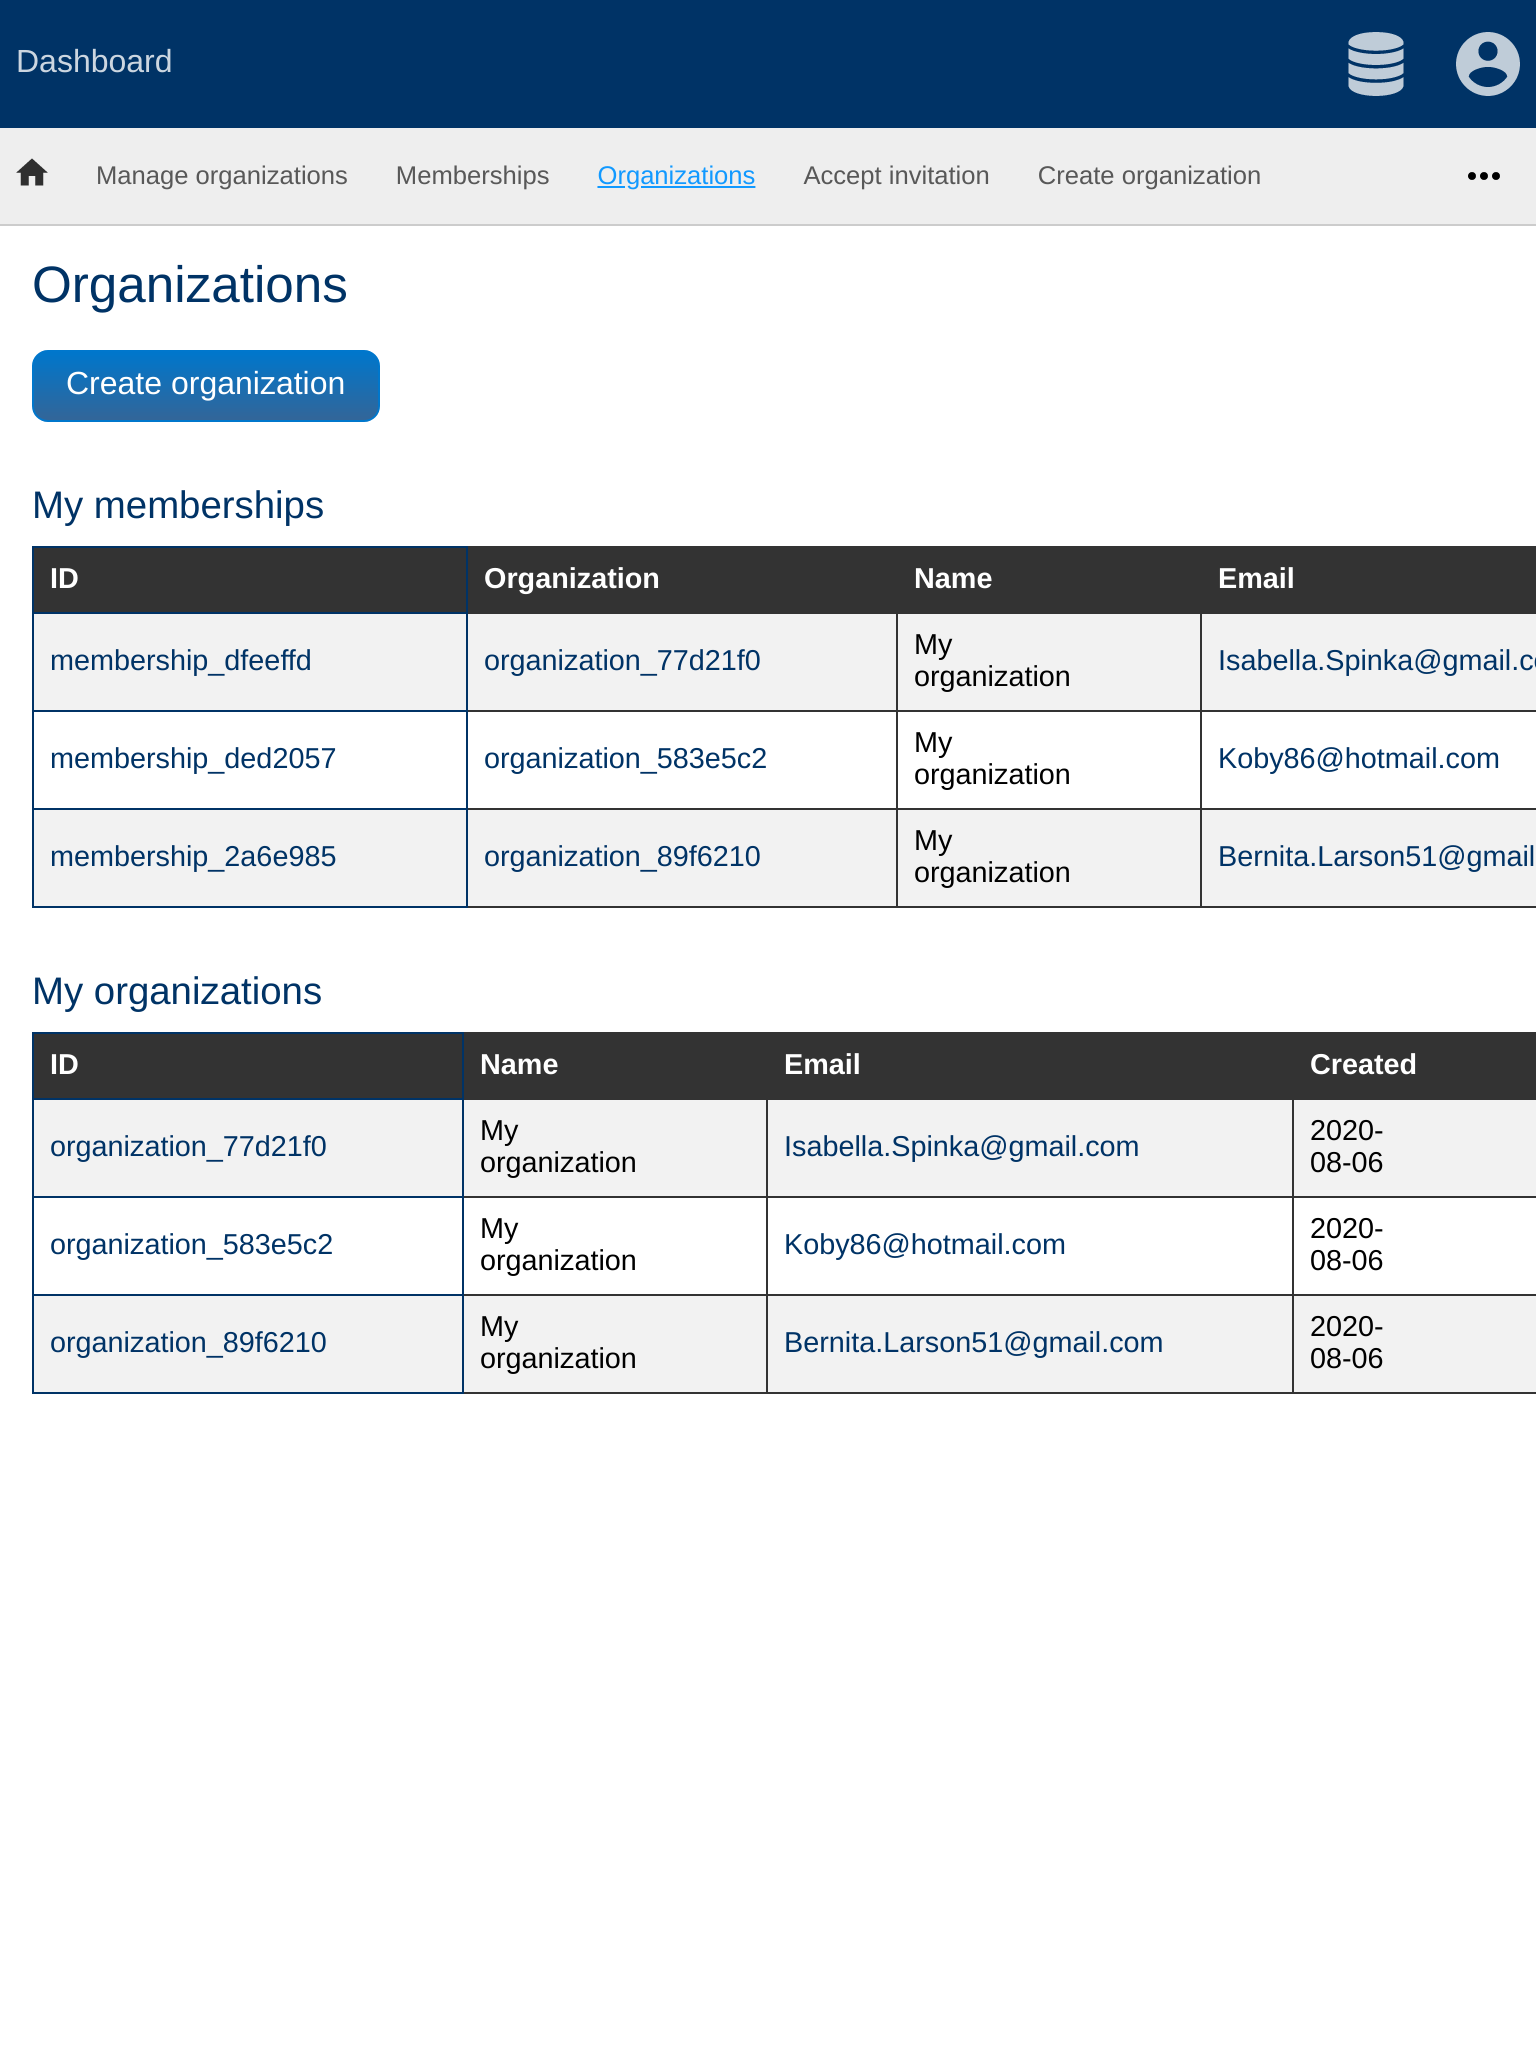 Dashboard
Manage organizations Memberships Organizations Accept invitation Create organization
Organizations
Create organization
My memberships
ID Organization Name Email
membership_dfeeffd organization_77d21f0 My organization Isabella.Spinka@gmail.c
membership_ded2057 organization_583e5c2 My organization Koby86@hotmail.com
membership_2a6e985 organization_89f6210 My organization Bernita.Larson51@gmail
My organizations
ID Name Email Created
organization_77d21f0 My organization Isabella.Spinka@gmail.com 2020-08-06
organization_583e5c2 My organization Koby86@hotmail.com 2020-08-06
organization_89f6210 My organization Bernita.Larson51@gmail.com 2020-08-06